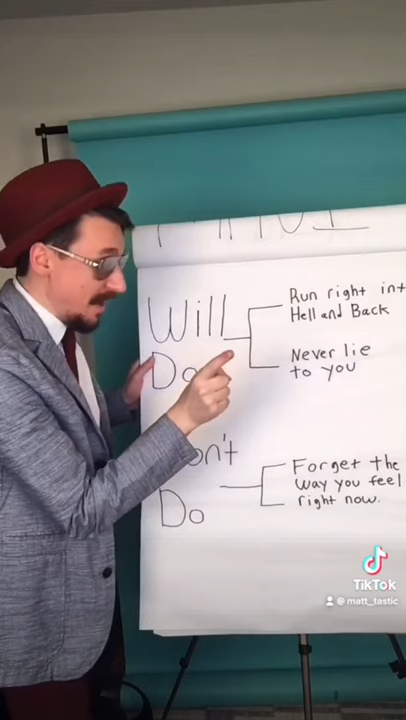 Will
Do
Run right int
Hell and Back
Never lie
to you
on't
Do
Forget the
way you feel
right now.
TikTok
@matt_tastic